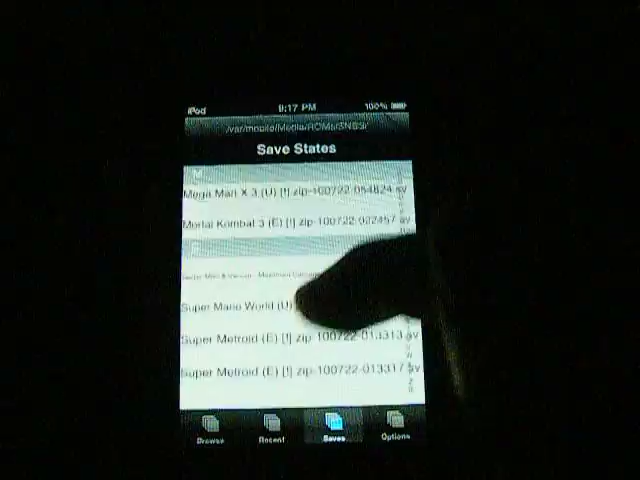 iPod 9:17 PM 100%
/var/mobile/Media/ROMs/SNES/
Save States
M
Mega Man X 3 (U) [!] zip-100722-054824 sv
Mortal Kombat 3 (E) [!] zip-100722-022457 sv
S
Super Mario World (U)
Super Metroid (E) [!] zip 100722-013313 sv
Super Metroid (E) [!] zip-100722-013317 sv
Browse Recent Saves Options